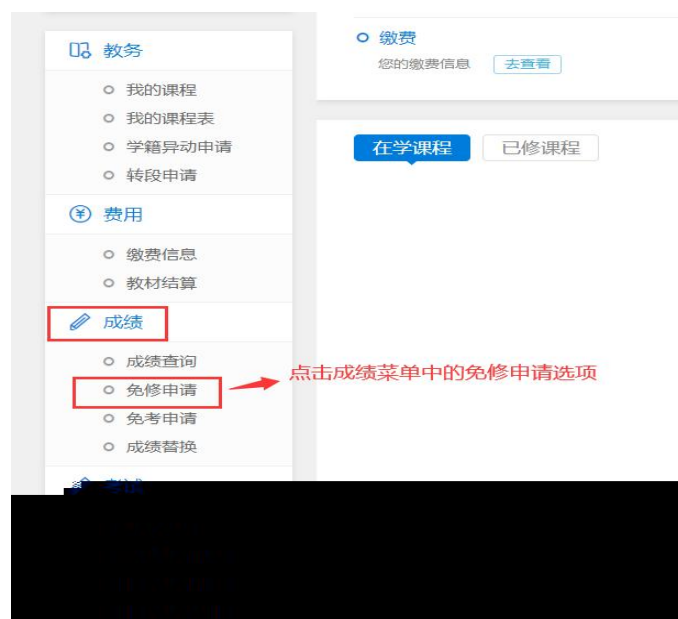 教务
我的课程
我的课程表
学籍异动申请
转段申请
费用
缴费信息
教材结算
成绩
成绩查询
免修申请
免考申请
成绩替换
考试
缴费
您的缴费信息 去查看
在学课程 已修课程
点击成绩菜单中的免修申请选项